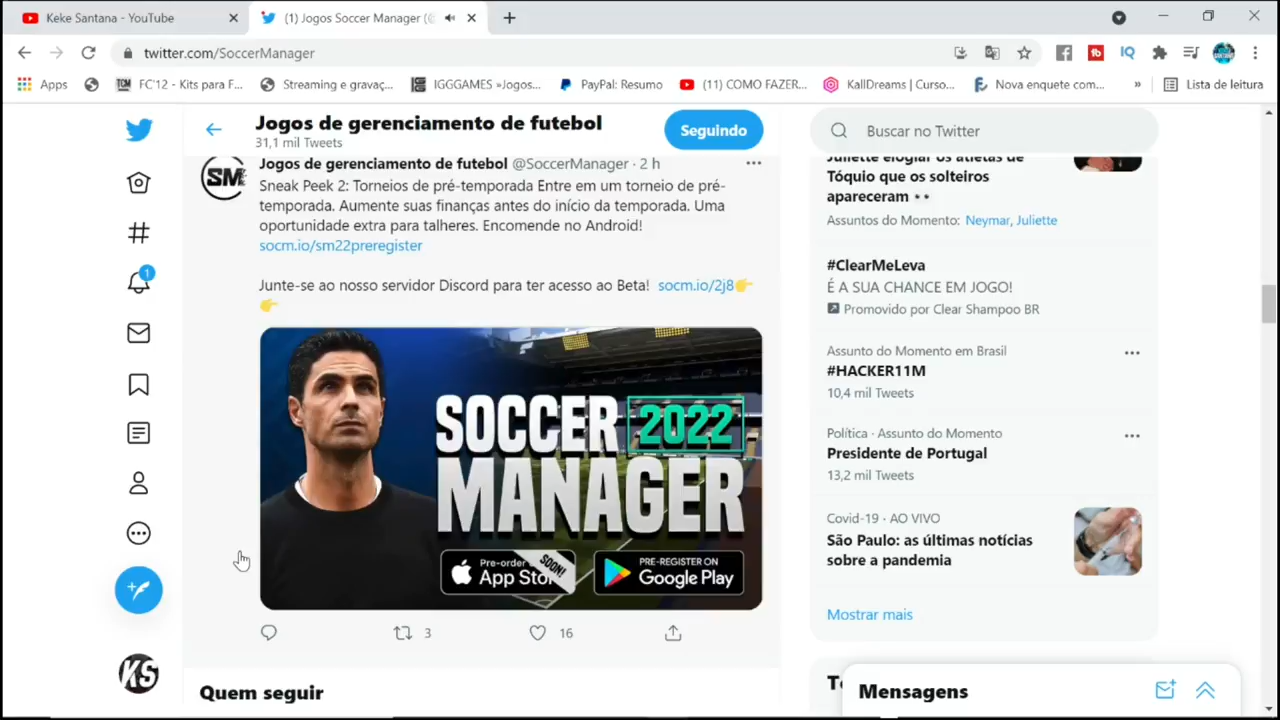 Keke Santana - YouTube
(1) Jogos Soccer Manager (@
twitter.com/SoccerManager
Apps
FC'12 - Kits para F...
Streaming e gravaç...
IGGGAMES »Jogos...
PayPal: Resumo
(11) COMO FAZER...
KallDreams | Curso...
Nova enquete com...
»
Lista de leitura
Jogos de gerenciamento de futebol
31,1 mil Tweets
Seguindo
SM
Jogos de gerenciamento de futebol @SoccerManager · 2 h
Sneak Peek 2: Torneios de pré-temporada Entre em um torneio de pré-
temporada. Aumente suas finanças antes do início da temporada. Uma
oportunidade extra para talheres. Encomende no Android!
socm.io/sm22preregister
Junte-se ao nosso servidor Discord para ter acesso ao Beta! socm.io/2j8👉
👉
SOCCER 2022
MANAGER
Pre-order
App Store
SOON!
PRE-REGISTER ON
Google Play
3
16
Quem seguir
1
KS
Buscar no Twitter
Juliette elogiar os atletas de
Tóquio que os solteiros
apareceram 👀
Assuntos do Momento: Neymar, Juliette
#ClearMeLeva
É A SUA CHANCE EM JOGO!
Promovido por Clear Shampoo BR
Assunto do Momento em Brasil
#HACKER11M
10,4 mil Tweets
Política · Assunto do Momento
Presidente de Portugal
13,2 mil Tweets
Covid-19 · AO VIVO
São Paulo: as últimas notícias
sobre a pandemia
Mostrar mais
Mensagens